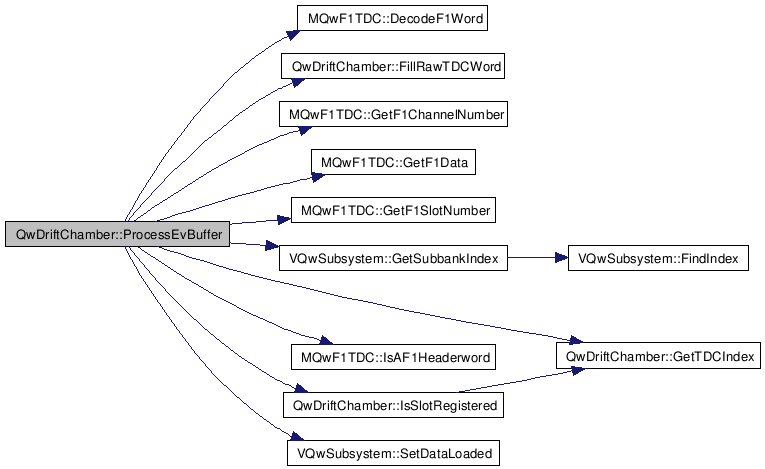 MQwF1TDC::DecodeF1Word
QwDriftChamber::FillRawTDCWord
MQwF1TDC::GetF1ChannelNumber
MQwF1TDC::GetF1Data
MQwF1TDC::GetF1SlotNumber
QwDriftChamber::ProcessEvBuffer
VQwSubsystem::GetSubbankIndex
VQwSubsystem::FindIndex
MQwF1TDC::IsAF1Headerword
QwDriftChamber::GetTDCIndex
QwDriftChamber::IsSlotRegistered
VQwSubsystem::SetDataLoaded